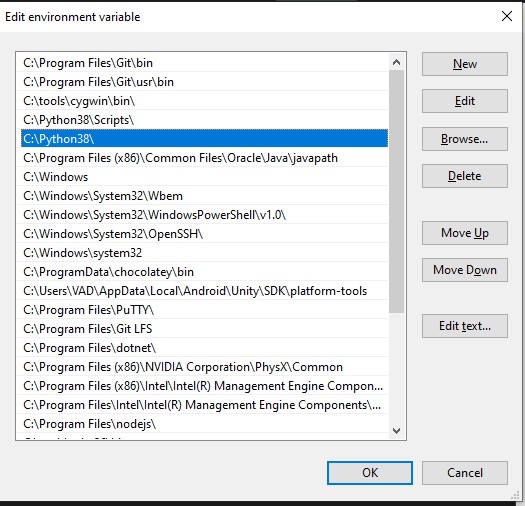 Edit environment variable
C:\Program Files\Git\bin
C:\Program Files\Git\usr\bin
C:\tools\cygwin\bin\
C:\Python38\Scripts\
C:\Python38\
C:\Program Files (x86)\Common Files\Oracle\Java\javapath
C:\Windows
C:\Windows\System32\Wbem
C:\Windows\System32\WindowsPowerShell\v1.0\
C:\Windows\System32\OpenSSH\
C:\Windows\system32
C:\ProgramData\chocolatey\bin
C:\Users\VAD\AppData\Local\Android\Unity\SDK\platform-tools
C:\Program Files\PuTTY\
C:\Program Files\Git LFS
C:\Program Files\dotnet\
C:\Program Files (x86)\NVIDIA Corporation\PhysX\Common
C:\Program Files (x86)\Intel\Intel(R) Management Engine Compon...
C:\Program Files\Intel\Intel(R) Management Engine Components\...
C:\Program Files\nodejs\
New
Edit
Browse...
Delete
Move Up
Move Down
Edit text...
OK
Cancel